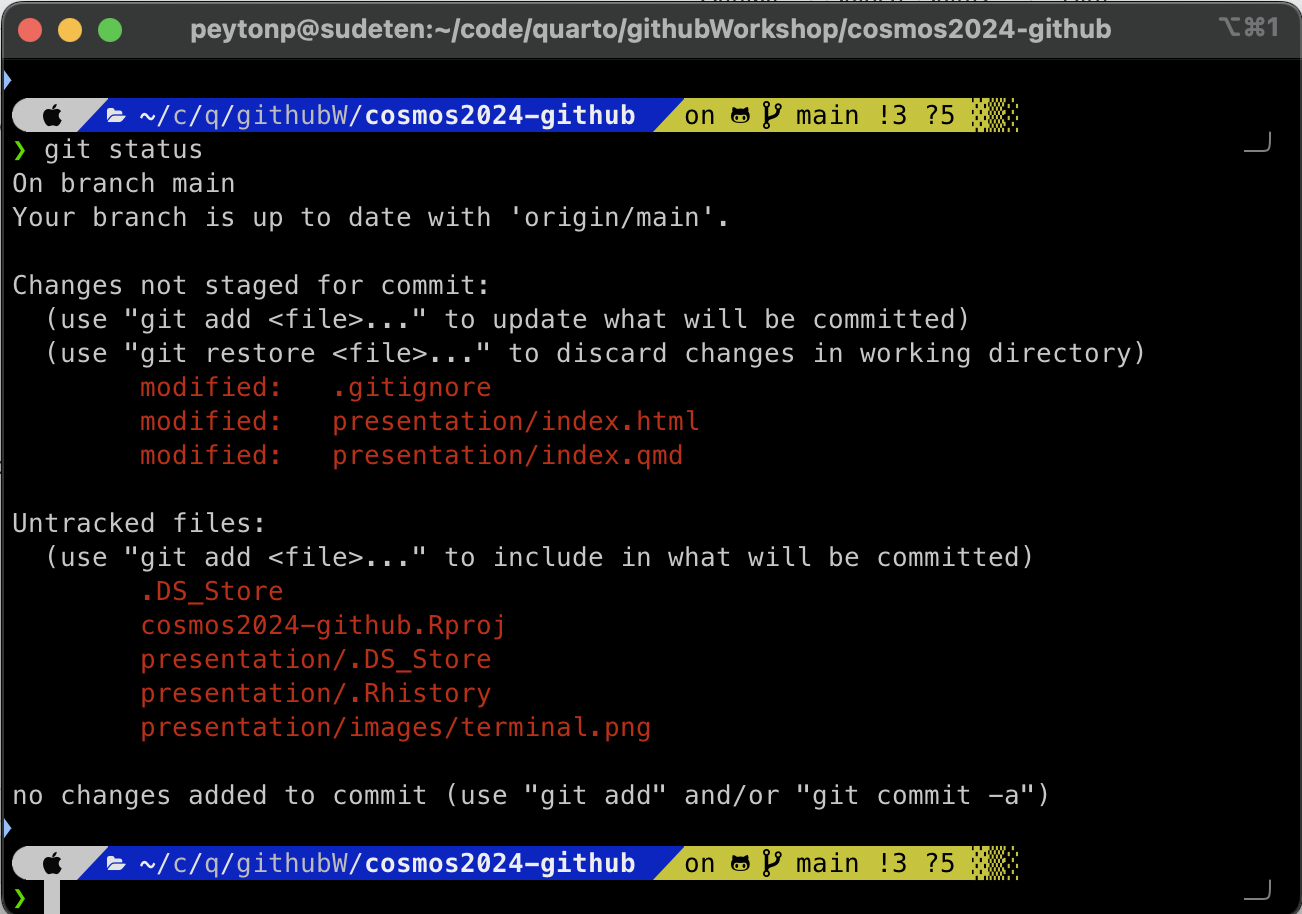 peytonp@sudeten:~/code/quarto/githubWorkshop/cosmos2024-github ⌥⌘1
~/c/q/githubW/cosmos2024-github on main !3 ?5
❯ git status
On branch main
Your branch is up to date with 'origin/main'.
Changes not staged for commit:
(use "git add <file>..." to update what will be committed)
(use "git restore <file>..." to discard changes in working directory)
modified: .gitignore
modified: presentation/index.html
modified: presentation/index.qmd
Untracked files:
(use "git add <file>..." to include in what will be committed)
.DS_Store
cosmos2024-github.Rproj
presentation/.DS_Store
presentation/.Rhistory
presentation/images/terminal.png
no changes added to commit (use "git add" and/or "git commit -a")
~/c/q/githubW/cosmos2024-github on main !3 ?5
❯